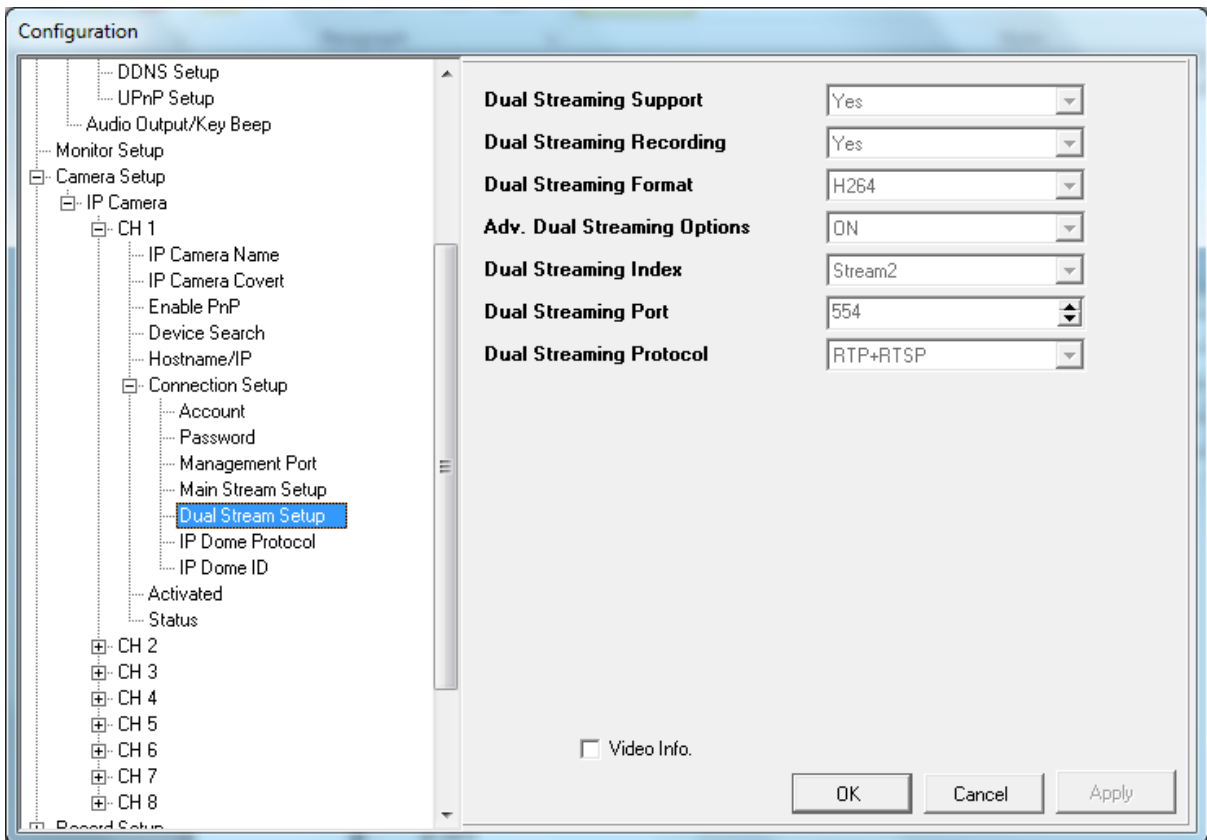 Configuration
DDNS Setup
UPnP Setup
Audio Output/Key Beep
Monitor Setup
Camera Setup
IP Camera
CH 1
IP Camera Name
IP Camera Covert
Enable PnP
Device Search
Hostname/IP
Connection Setup
Account
Password
Management Port
Main Stream Setup
Dual Stream Setup
IP Dome Protocol
IP Dome ID
Activated
Status
CH 2
CH 3
CH 4
CH 5
CH 6
CH 7
CH 8
Record Setup
Dual Streaming Support Yes
Dual Streaming Recording Yes
Dual Streaming Format H264
Adv. Dual Streaming Options ON
Dual Streaming Index Stream2
Dual Streaming Port 554
Dual Streaming Protocol RTP+RTSP
Video Info.
OK Cancel Apply